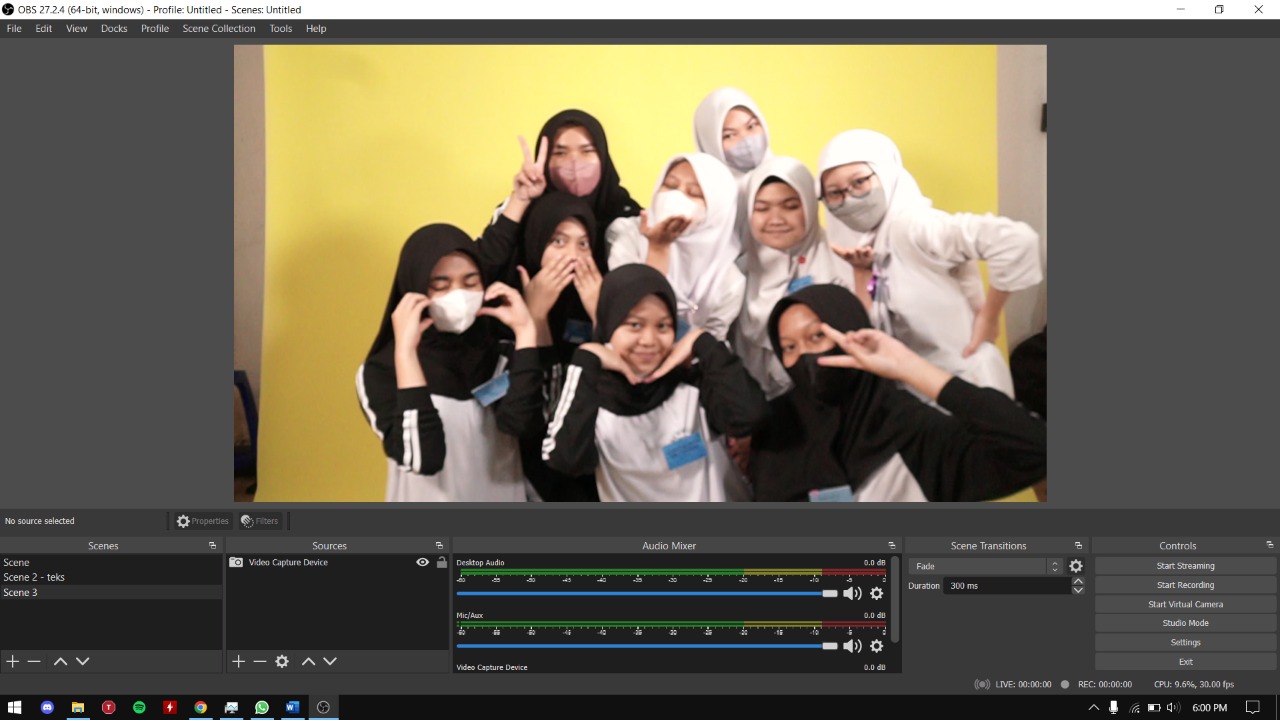 OBS 27.2.4 (64-bit, windows) - Profile: Untitled - Scenes: Untitled
File Edit View Docks Profile Scene Collection Tools Help
No source selected
Properties
Filters
Scenes
Scene
Scene 2 - teks
Scene 3
Sources
Video Capture Device
Audio Mixer
Desktop Audio 0.0 dB
-60 -55 -50 -45 -40 -35 -30 -25 -20 -15 -10 -5 0
Mic/Aux 0.0 dB
-60 -55 -50 -45 -40 -35 -30 -25 -20 -15 -10 -5 0
Video Capture Device 0.0 dB
Scene Transitions
Fade
Duration 300 ms
Controls
Start Streaming
Start Recording
Start Virtual Camera
Studio Mode
Settings
Exit
LIVE: 00:00:00 REC: 00:00:00 CPU: 9.6%, 30.00 fps
6:00 PM